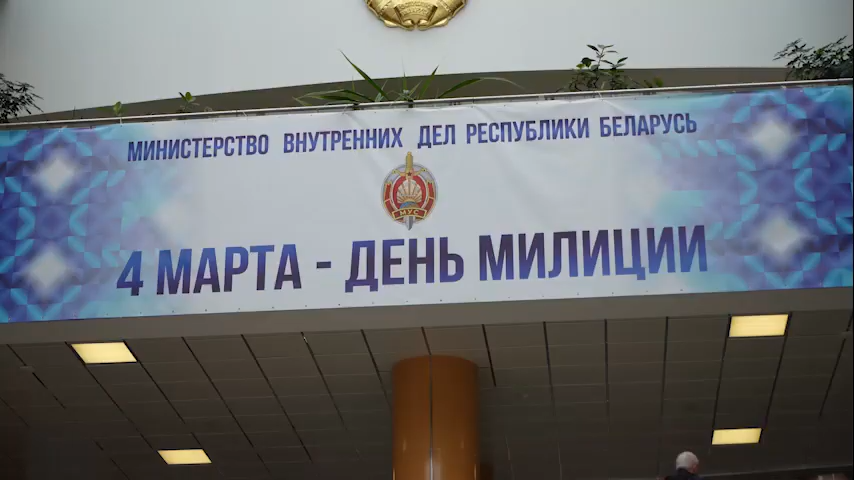 МИНИСТЕРСТВО ВНУТРЕННИХ ДЕЛ РЕСПУБЛИКИ БЕЛАРУСЬ
МУС
4 МАРТА - ДЕНЬ МИЛИЦИИ